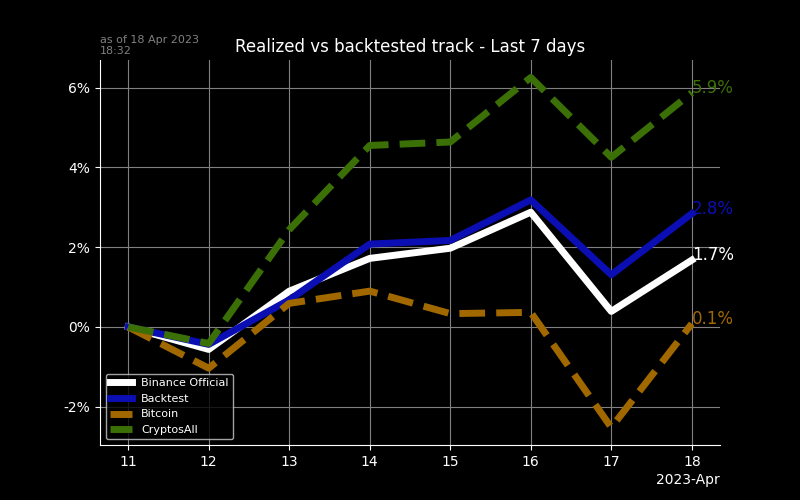 as of 18 Apr 2023
18:32
Realized vs backtested track - Last 7 days
6%
4%
2%
0%
-2%
5.9%
2.8%
1.7%
0.1%
Binance Official
Backtest
Bitcoin
CryptosAll
11 12 13 14 15 16 17 18
2023-Apr